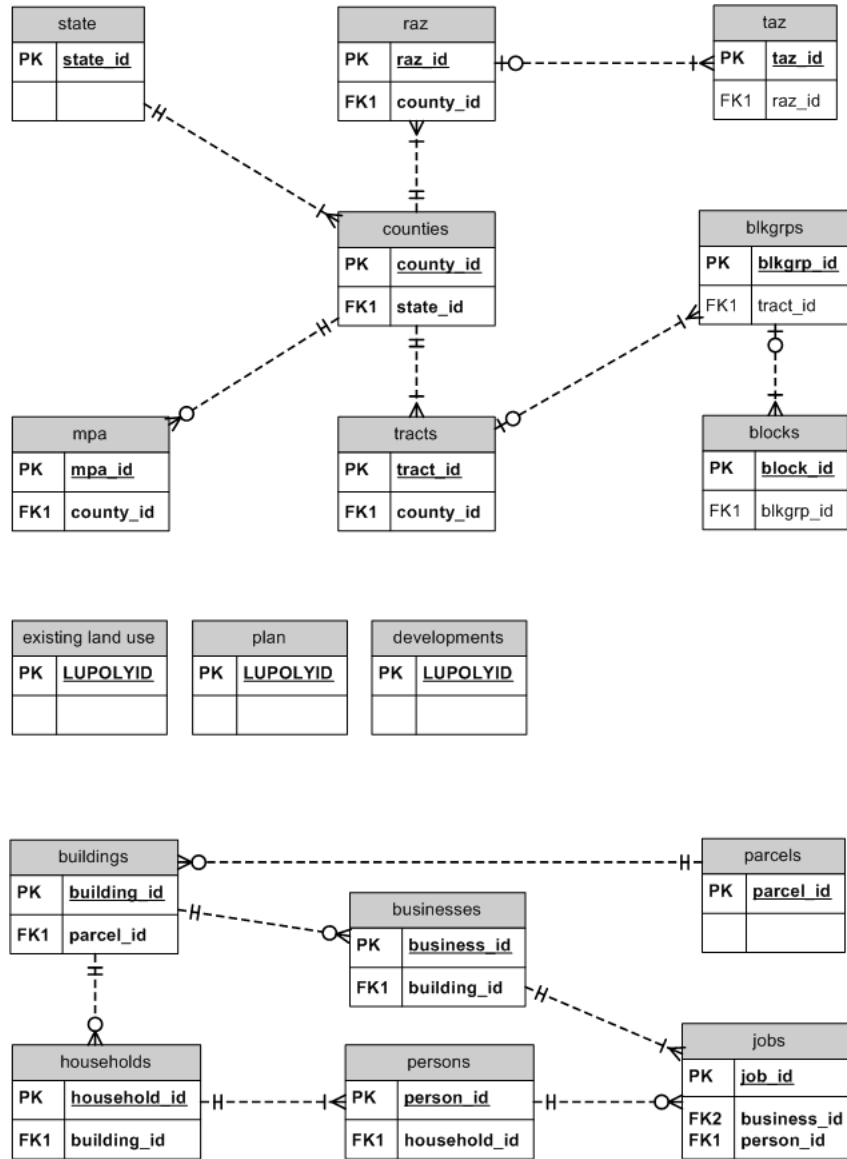 state
PK state_id
raz
PK raz_id
FK1 county_id
taz
PK taz_id
FK1 raz_id
counties
PK county_id
FK1 state_id
blkgrps
PK blkgrp_id
FK1 tract_id
mpa
PK mpa_id
FK1 county_id
tracts
PK tract_id
FK1 county_id
blocks
PK block_id
FK1 blkgrp_id
existing land use
PK LUPOLYID
plan
PK LUPOLYID
developments
PK LUPOLYID
buildings
PK building_id
FK1 parcel_id
parcels
PK parcel_id
businesses
PK business_id
FK1 building_id
households
PK household_id
FK1 building_id
persons
PK person_id
FK1 household_id
jobs
PK job_id
FK2 business_id
FK1 person_id